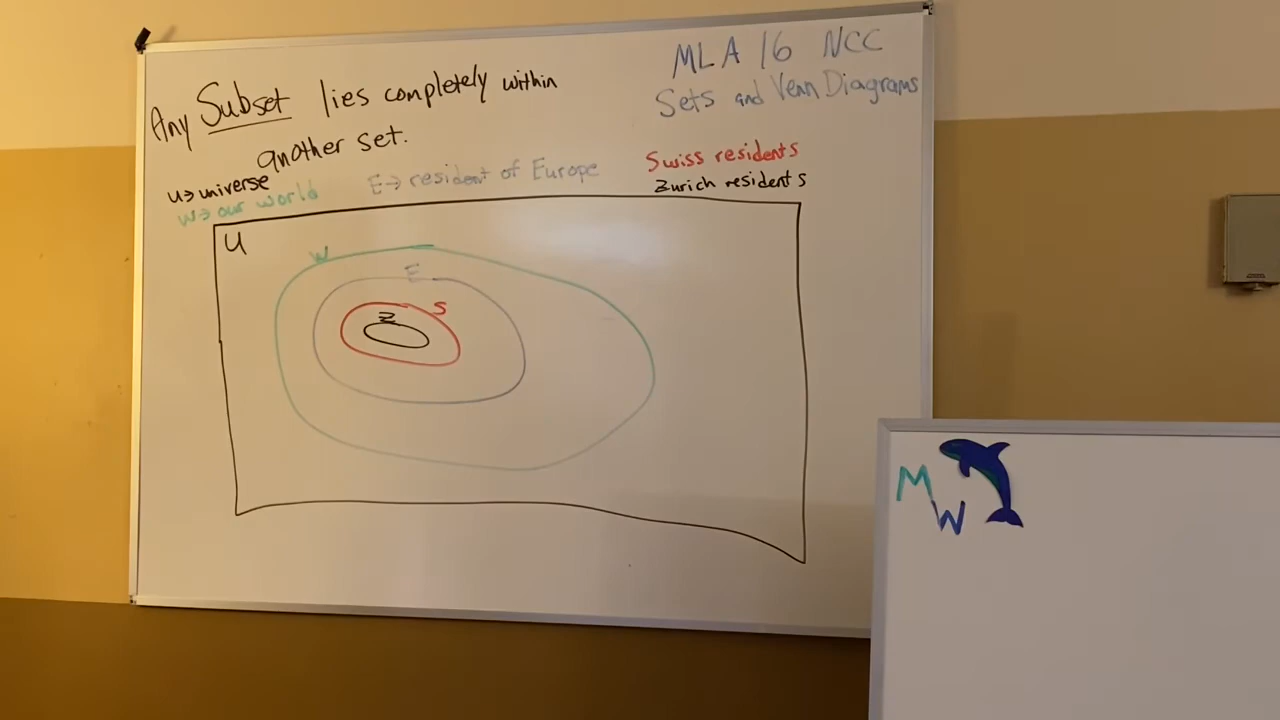 MLA 16 NCC
Sets and Venn Diagrams
Any Subset lies completely within
another set.
u→universe
W→our world
E→resident of Europe
Swiss residents
Zurich residents
U
W
E
S
Z
M
W